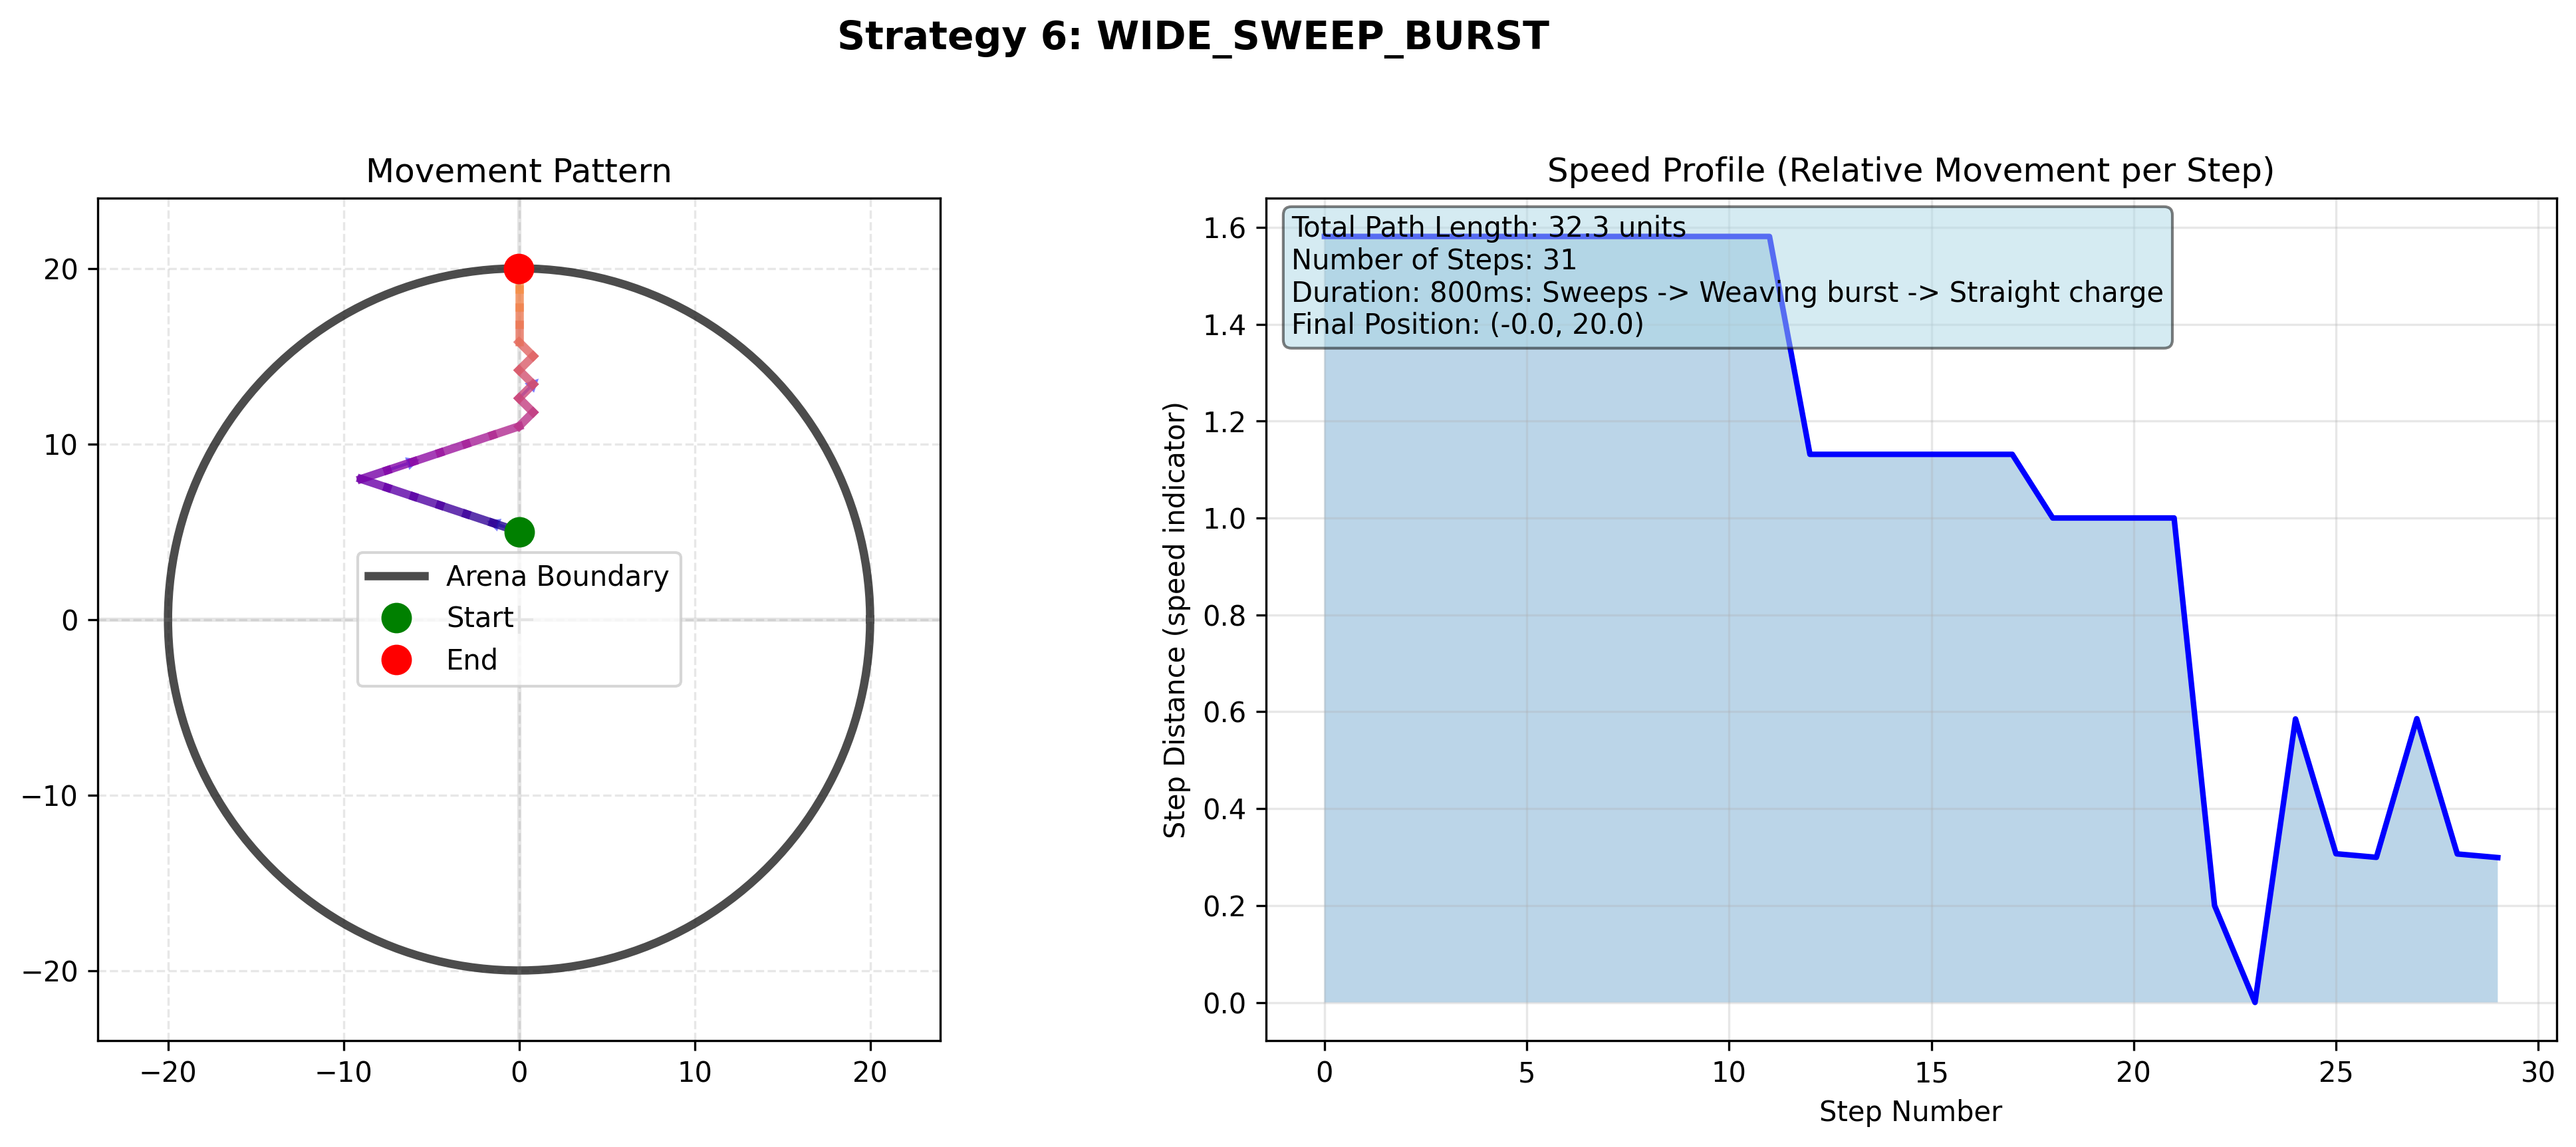 Strategy 6: WIDE_SWEEP_BURST
Movement Pattern
20
10
0
−10
−20
−20
−10
0
10
20
Arena Boundary
Start
End
Speed Profile (Relative Movement per Step)
Total Path Length: 32.3 units
Number of Steps: 31
Duration: 800ms: Sweeps -> Weaving burst -> Straight charge
Final Position: (-0.0, 20.0)
Step Distance (speed indicator)
1.6
1.4
1.2
1.0
0.8
0.6
0.4
0.2
0.0
0
5
10
15
20
25
30
Step Number